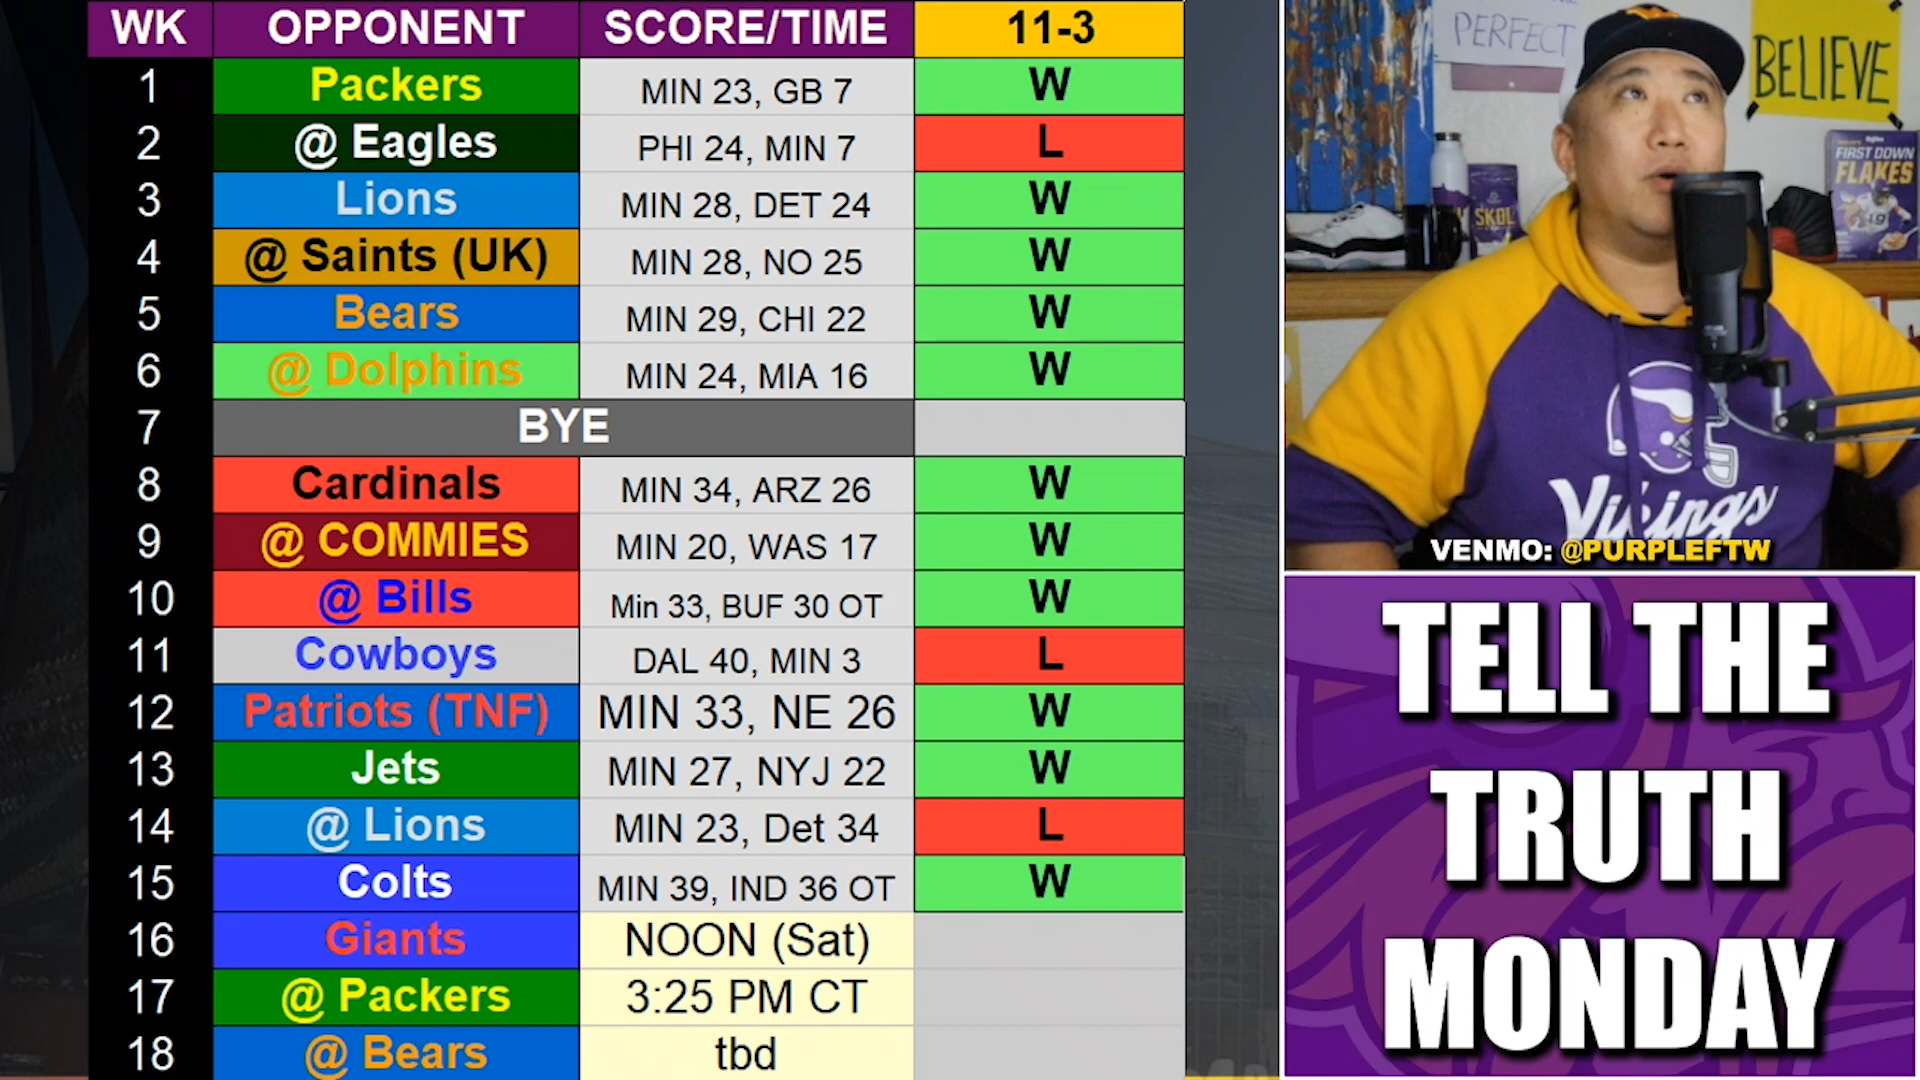 WK OPPONENT SCORE/TIME 11-3
1 Packers MIN 23, GB 7 W
2 @ Eagles PHI 24, MIN 7 L
3 Lions MIN 28, DET 24 W
4 @ Saints (UK) MIN 28, NO 25 W
5 Bears MIN 29, CHI 22 W
6 @ Dolphins MIN 24, MIA 16 W
7 BYE
8 Cardinals MIN 34, ARZ 26 W
9 @ COMMIES MIN 20, WAS 17 W
10 @ Bills Min 33, BUF 30 OT W
11 Cowboys DAL 40, MIN 3 L
12 Patriots (TNF) MIN 33, NE 26 W
13 Jets MIN 27, NYJ 22 W
14 @ Lions MIN 23, Det 34 L
15 Colts MIN 39, IND 36 OT W
16 Giants NOON (Sat)
17 @ Packers 3:25 PM CT
18 @ Bears tbd
PERFECT
BELIEVE
FIRST DOWN
FLAKES
SKOL
Vikings
VENMO: @PURPLEFTW
TELL THE
TRUTH
MONDAY